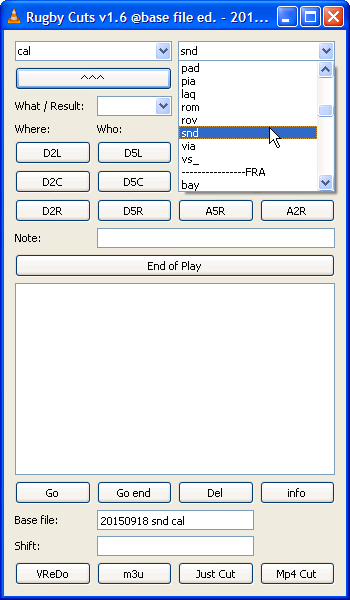 Rugby Cuts v1.6 @base file ed. - 201...
cal
snd
^^^
pad
pia
laq
rom
rov
snd
via
vs_
----------------FRA
bay
What / Result:
Where:
Who:
D2L
D5L
D2C
D5C
D2R
D5R
A5R
A2R
Note:
End of Play
Go
Go end
Del
info
Base file:
20150918 snd cal
Shift:
VReDo
m3u
Just Cut
Mp4 Cut